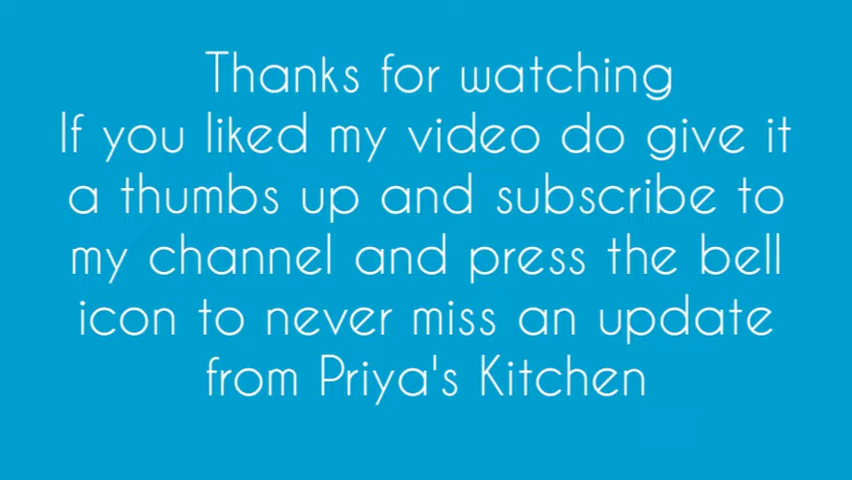 Thanks for watching
If you liked my video do give it
a thumbs up and subscribe to
my channel and press the bell
icon to never miss an update
from Priya's Kitchen